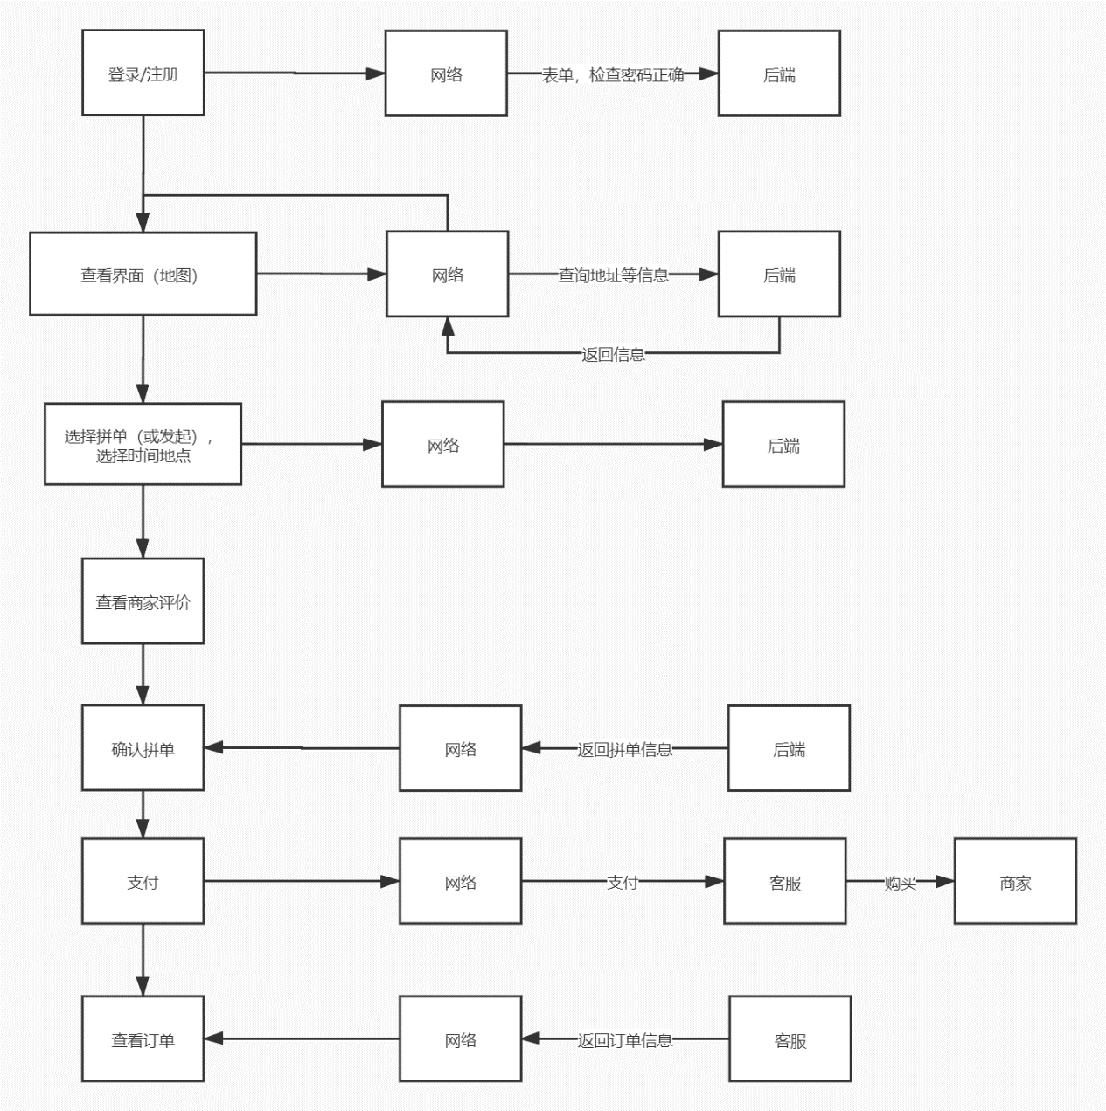 登录/注册
网络
表单，检查密码正确
后端
查看界面（地图）
网络
查询地址等信息
后端
返回信息
选择拼单（或发起），
选择时间地点
网络
后端
查看商家评价
确认拼单
网络
返回拼单信息
后端
支付
网络
支付
客服
购买
商家
查看订单
网络
返回订单信息
客服